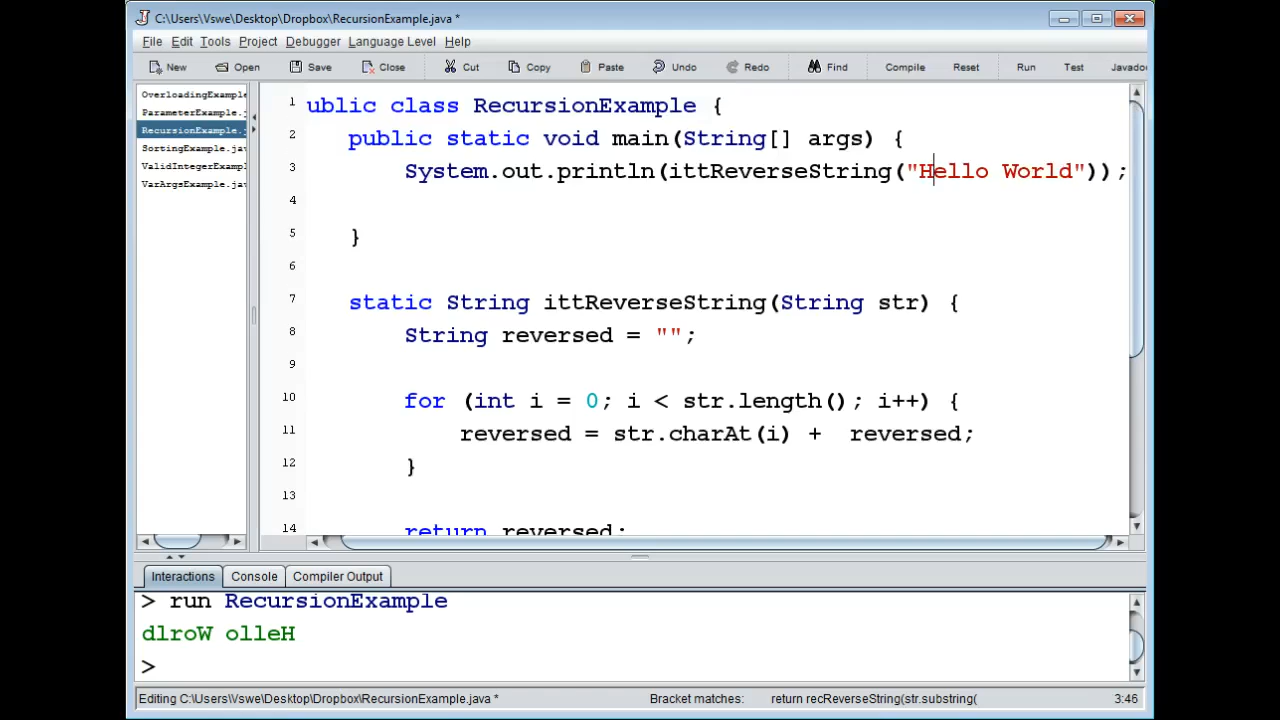 C:\Users\Vswe\Desktop\Dropbox\RecursionExample.java *
File Edit Tools Project Debugger Language Level Help
New Open Save Close Cut Copy Paste Undo Redo Find Compile Reset Run Test Javado
OverloadingExample
ParameterExample.j
RecursionExample.j
SortingExample.jav
ValidIntegerExampl
VarArgsExample.jav
1 ublic class RecursionExample {
2 public static void main(String[] args) {
3 System.out.println(ittReverseString("Hello World"));
4
5 }
6
7 static String ittReverseString(String str) {
8 String reversed = "";
9
10 for (int i = 0; i < str.length(); i++) {
11 reversed = str.charAt(i) +  reversed;
12 }
13
14 return reversed;
Interactions Console Compiler Output
> run RecursionExample
dlroW olleH
>
Editing C:\Users\Vswe\Desktop\Dropbox\RecursionExample.java * Bracket matches: return recReverseString(str.substring( 3:46